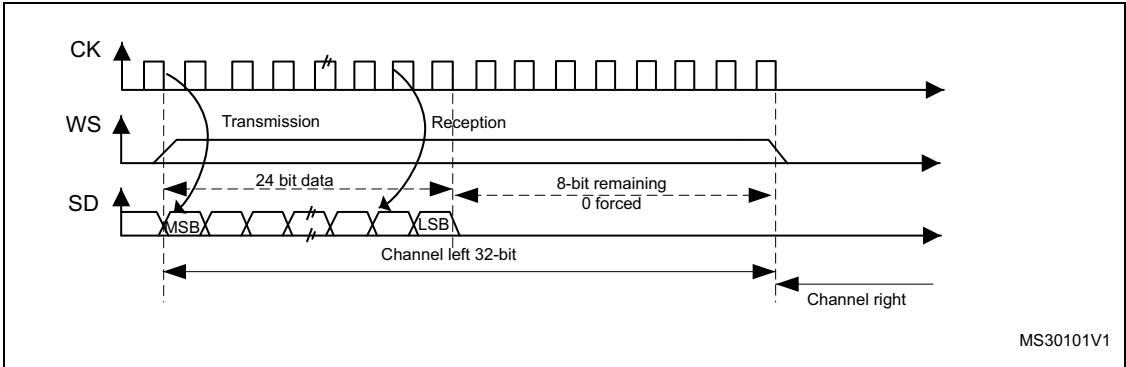 CK
WS
Transmission
Reception
24 bit data
8-bit remaining
0 forced
SD
MSB
LSB
Channel left 32-bit
Channel right
MS30101V1